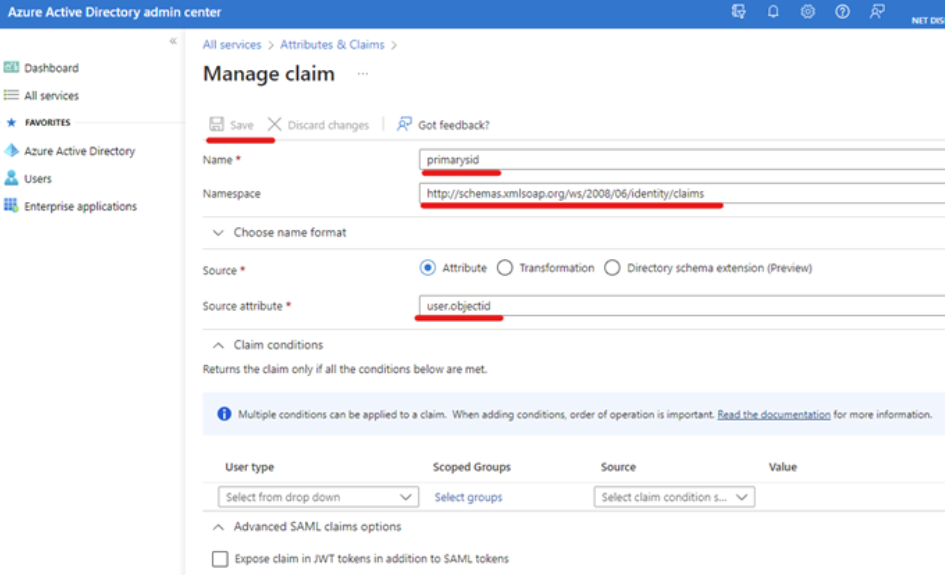 Azure Active Directory admin center
NET DIS
All services > Attributes & Claims >
Manage claim ...
Dashboard
All services
FAVORITES
Azure Active Directory
Users
Enterprise applications
Save Discard changes Got feedback?
Name * primarysid
Namespace http://schemas.xmlsoap.org/ws/2008/06/identity/claims
Choose name format
Source * Attribute Transformation Directory schema extension (Preview)
Source attribute * user.objectid
Claim conditions
Returns the claim only if all the conditions below are met.
Multiple conditions can be applied to a claim. When adding conditions, order of operation is important. Read the documentation for more information.
User type Scoped Groups Source Value
Select from drop down Select groups Select claim condition s...
Advanced SAML claims options
Expose claim in JWT tokens in addition to SAML tokens